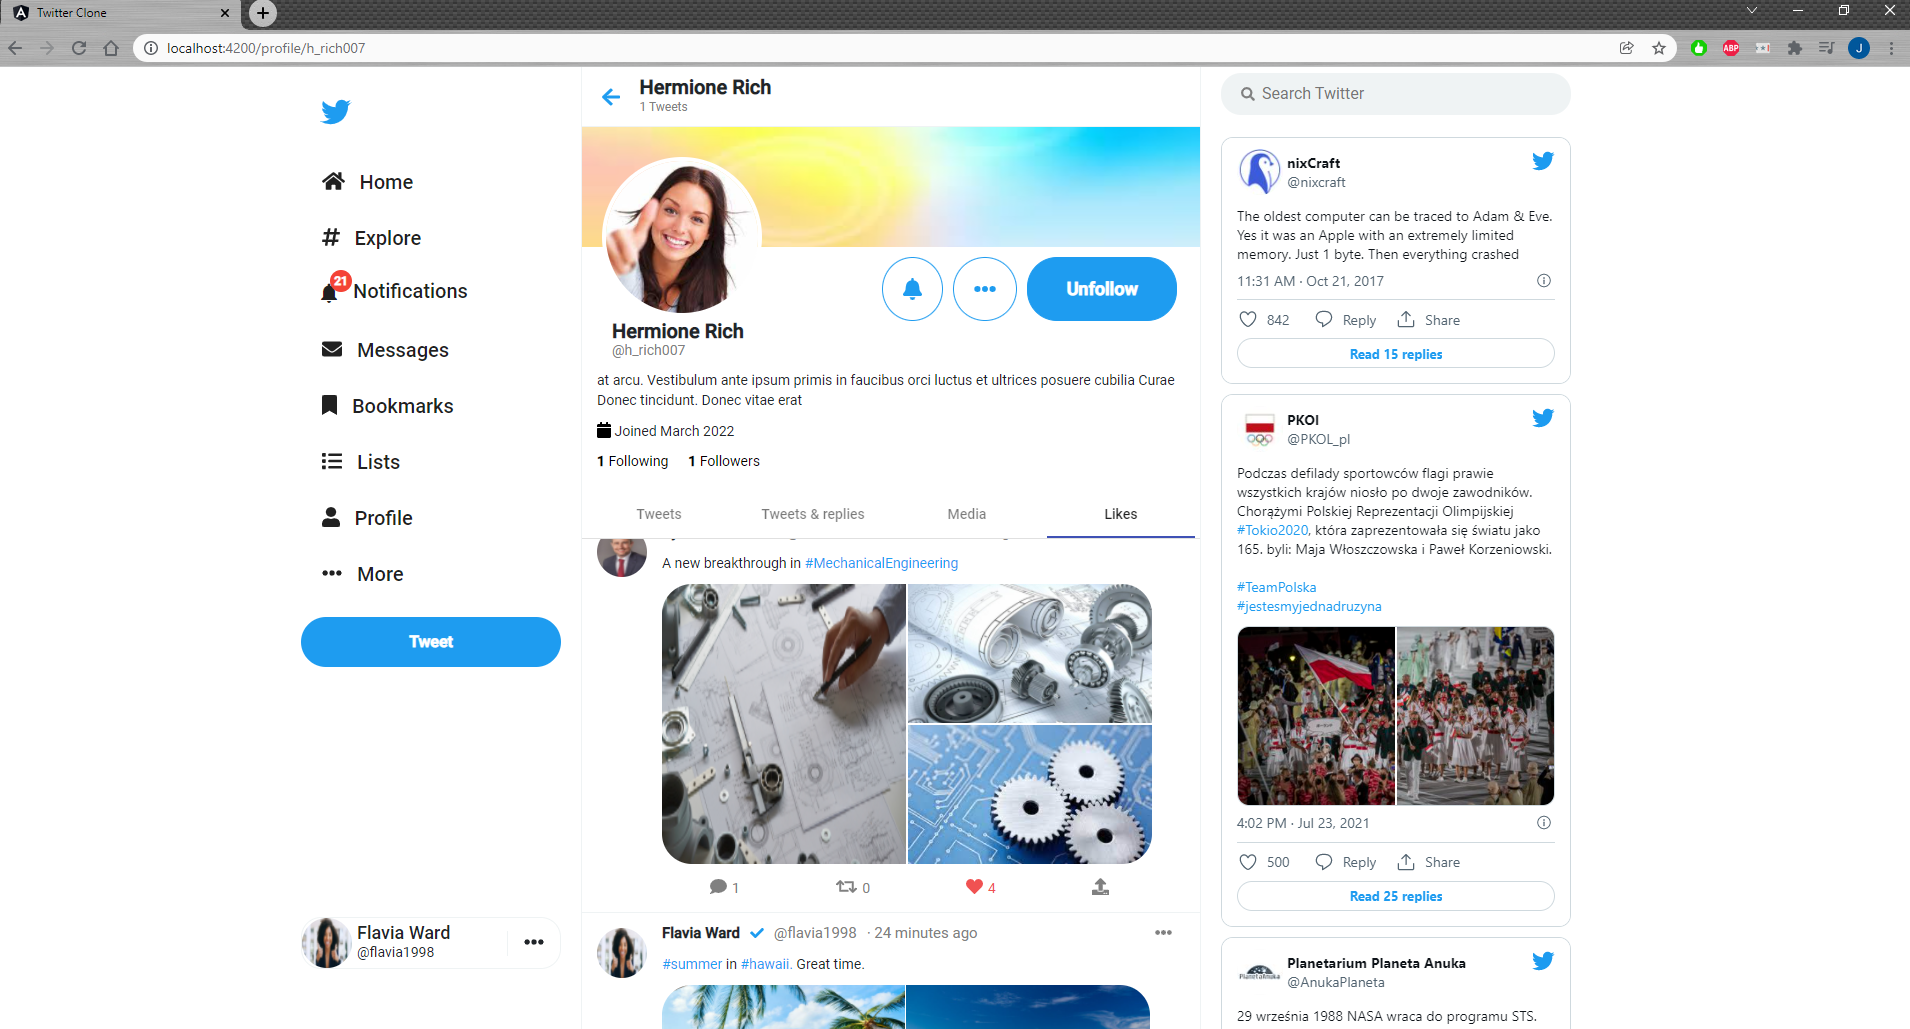 Twitter Clone
localhost:4200/profile/h_rich007
ABP
J
Home
Explore
21
Notifications
Messages
Bookmarks
Lists
Profile
More
Tweet
Flavia Ward
@flavia1998
Hermione Rich
1 Tweets
Unfollow
Hermione Rich
@h_rich007
at arcu. Vestibulum ante ipsum primis in faucibus orci luctus et ultrices posuere cubilia Curae
Donec tincidunt. Donec vitae erat
Joined March 2022
1 Following 1 Followers
Tweets Tweets & replies Media Likes
A new breakthrough in #MechanicalEngineering
1 0 4
Flavia Ward @flavia1998 · 24 minutes ago
#summer in #hawaii. Great time.
Search Twitter
nixCraft
@nixcraft
The oldest computer can be traced to Adam & Eve.
Yes it was an Apple with an extremely limited
memory. Just 1 byte. Then everything crashed
11:31 AM · Oct 21, 2017
842 Reply Share
Read 15 replies
PKOl
@PKOL_pl
Podczas defilady sportowców flagi prawie
wszystkich krajów niosło po dwoje zawodników.
Chorążymi Polskiej Reprezentacji Olimpijskiej
#Tokio2020, która zaprezentowała się światu jako
165. byli: Maja Włoszczowska i Paweł Korzeniowski.
#TeamPolska
#jestesmyjednadruzyna
4:02 PM · Jul 23, 2021
500 Reply Share
Read 25 replies
PlanetaAnuka
Planetarium Planeta Anuka
@AnukaPlaneta
29 września 1988 NASA wraca do programu STS.